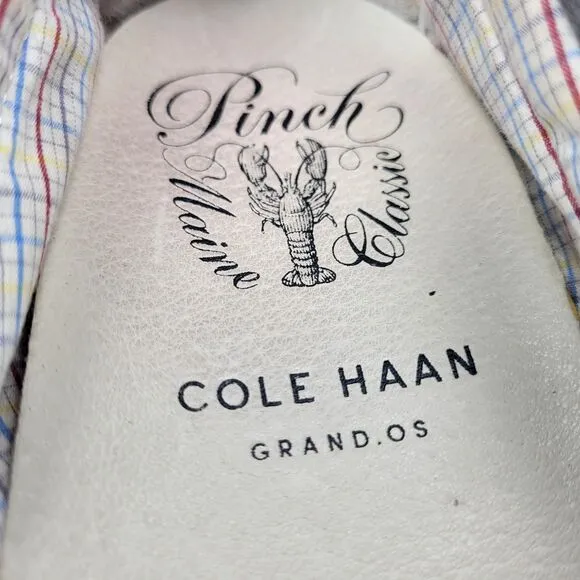 Pinch
Maine Classic
COLE HAAN
GRAND.OS